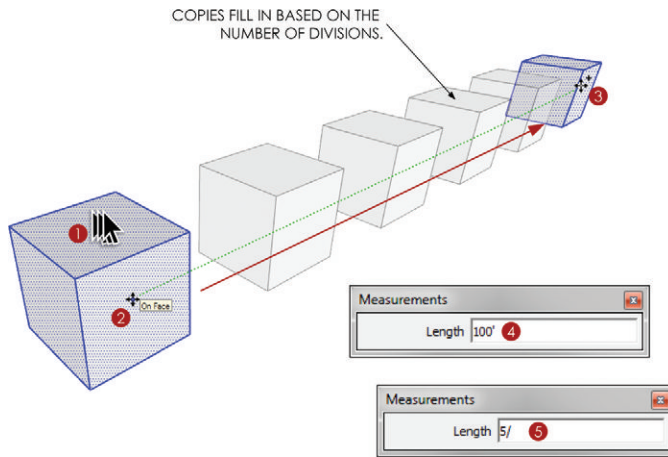 COPIES FILL IN BASED ON THE
NUMBER OF DIVISIONS.
3
1
On Face
2
Measurements
Length 100' 4
Measurements
Length 5/ 5